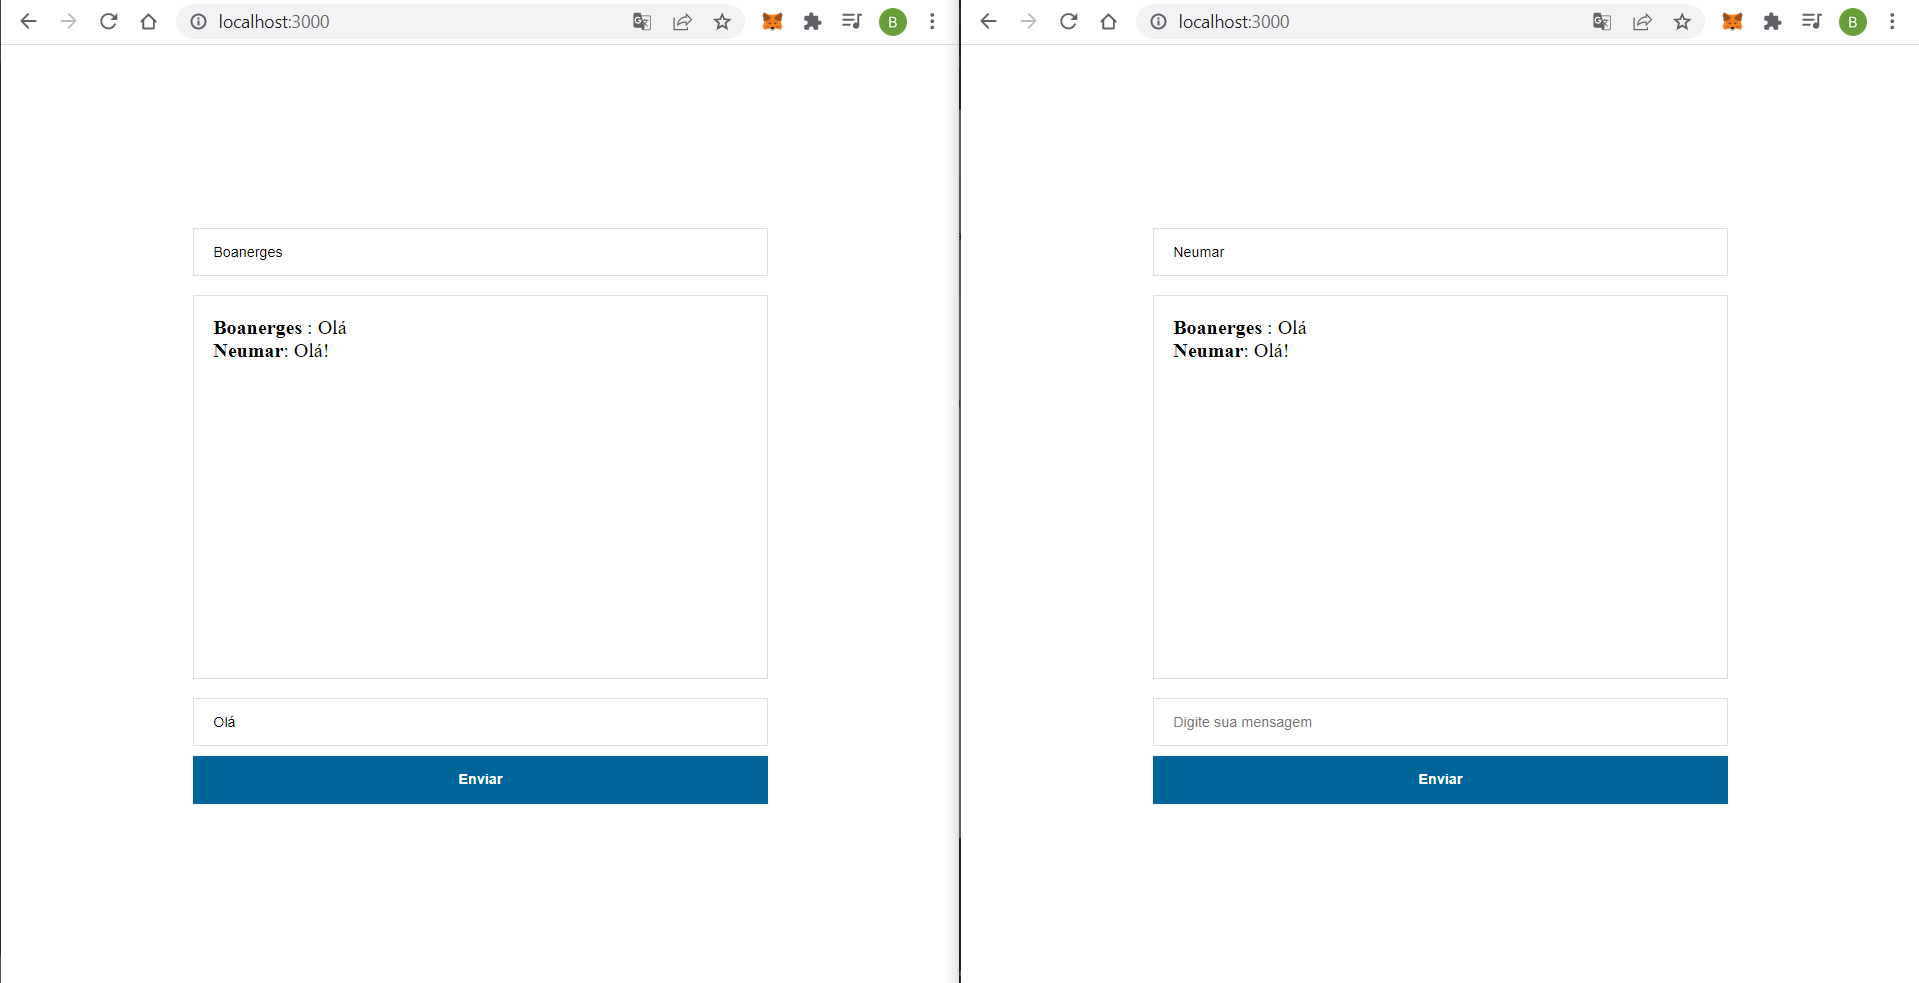 localhost:3000
B
Boanerges
Boanerges : Olá
Neumar: Olá!
Olá
Enviar
localhost:3000
B
Neumar
Boanerges : Olá
Neumar: Olá!
Digite sua mensagem
Enviar